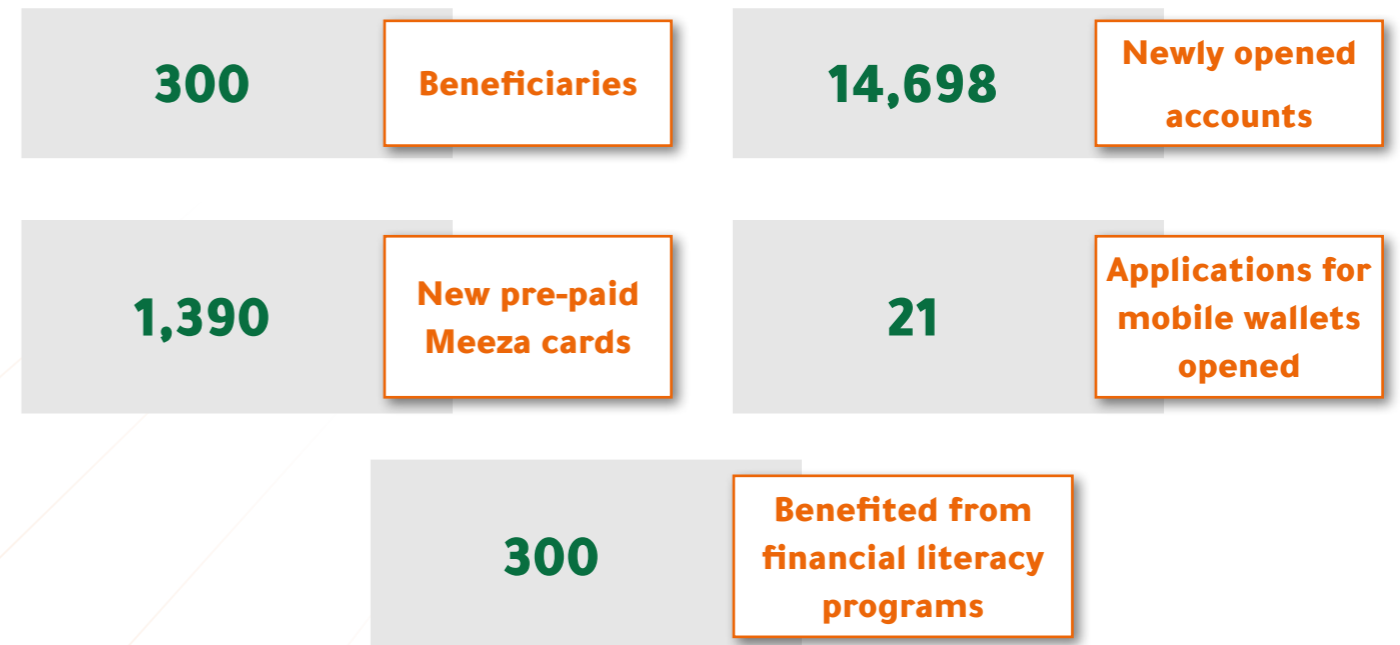 300
Beneficiaries
14,698
Newly opened
accounts
1,390
New pre-paid
Meeza cards
21
Applications for
mobile wallets
opened
300
Benefited from
financial literacy
programs